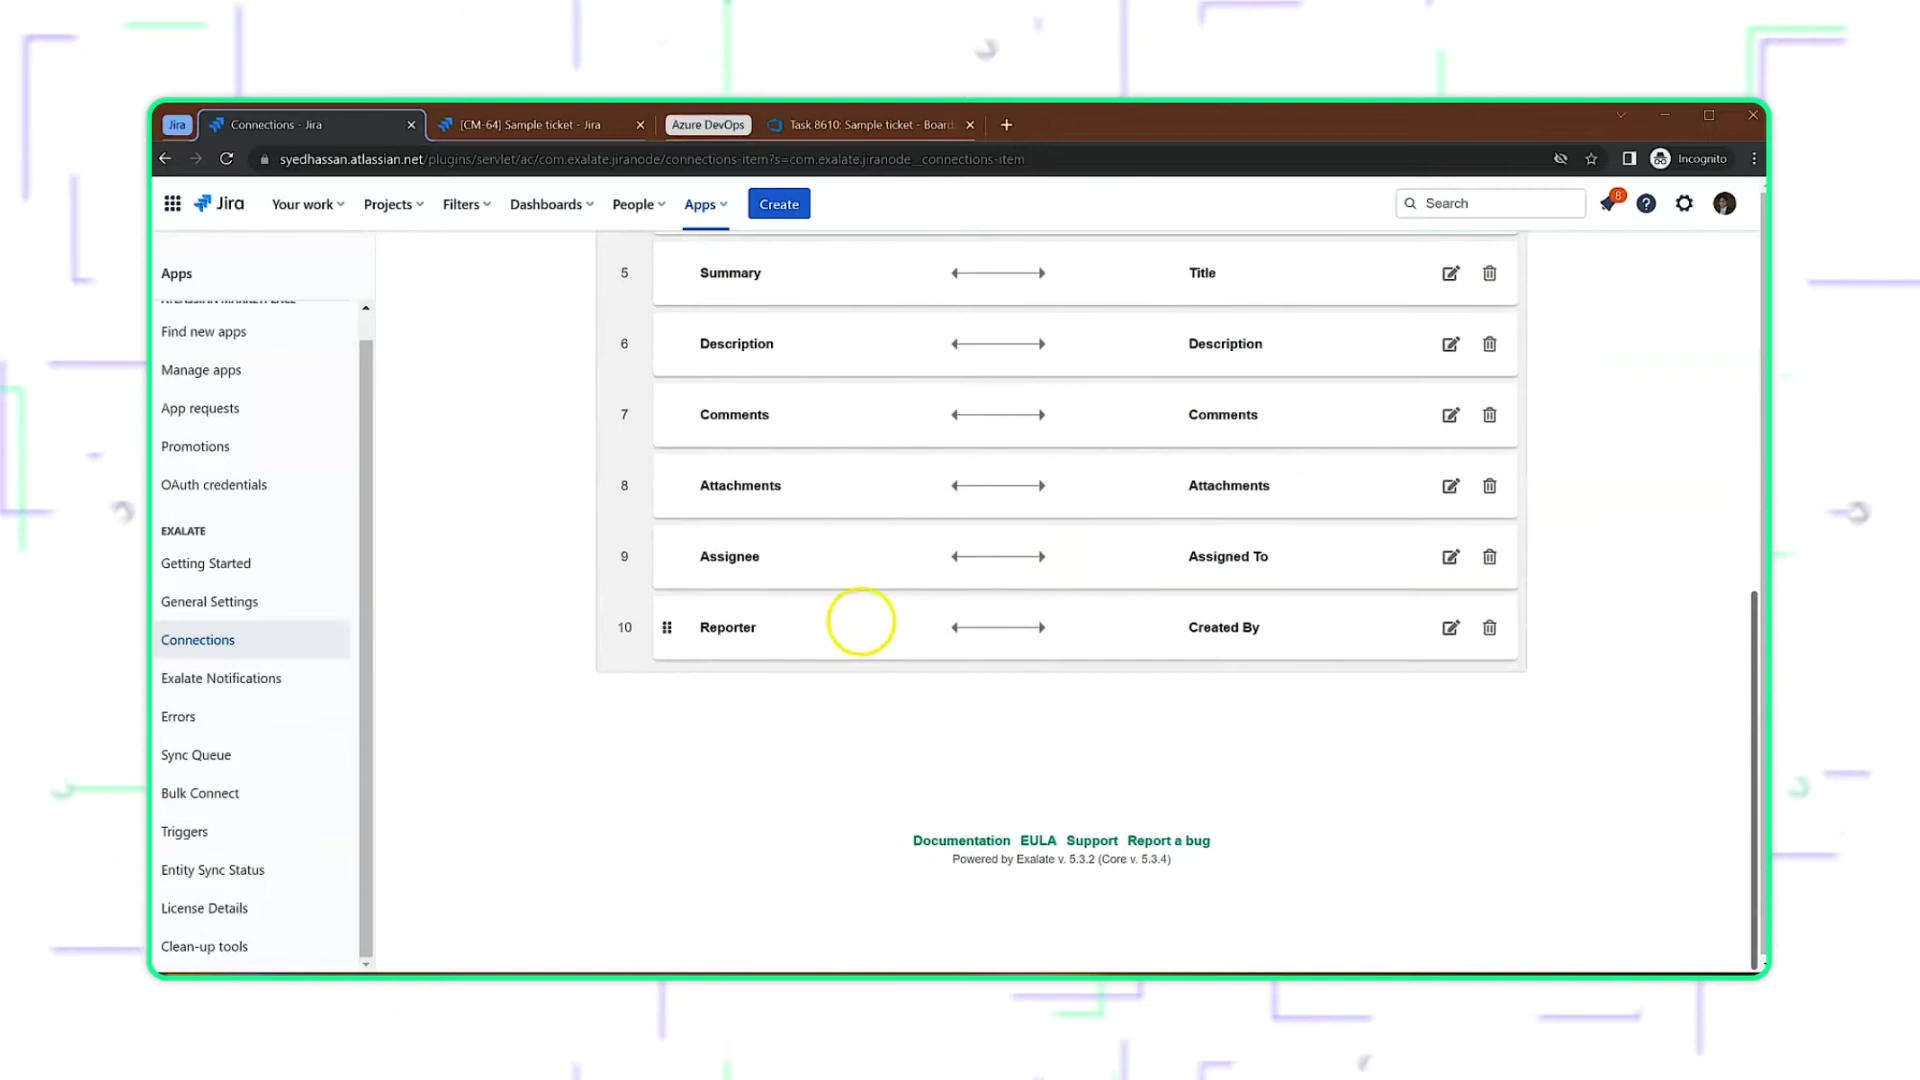 Jira
Connections - Jira
[CM-64] Sample ticket - Jira
Azure DevOps
Task 8610: Sample ticket - Board
syedhassan.atlassian.net/plugins/servlet/ac/com.exalate.jiranode/connections-item?s=com.exalate.jiranode__connections-item
Incognito
Jira
Your work
Projects
Filters
Dashboards
People
Apps
Create
Search
8
Apps
ATLASSIAN MARKETPLACE
Find new apps
Manage apps
App requests
Promotions
OAuth credentials
EXALATE
Getting Started
General Settings
Connections
Exalate Notifications
Errors
Sync Queue
Bulk Connect
Triggers
Entity Sync Status
License Details
Clean-up tools
5 Summary Title
6 Description Description
7 Comments Comments
8 Attachments Attachments
9 Assignee Assigned To
10 Reporter Created By
Documentation EULA Support Report a bug
Powered by Exalate v. 5.3.2 (Core v. 5.3.4)